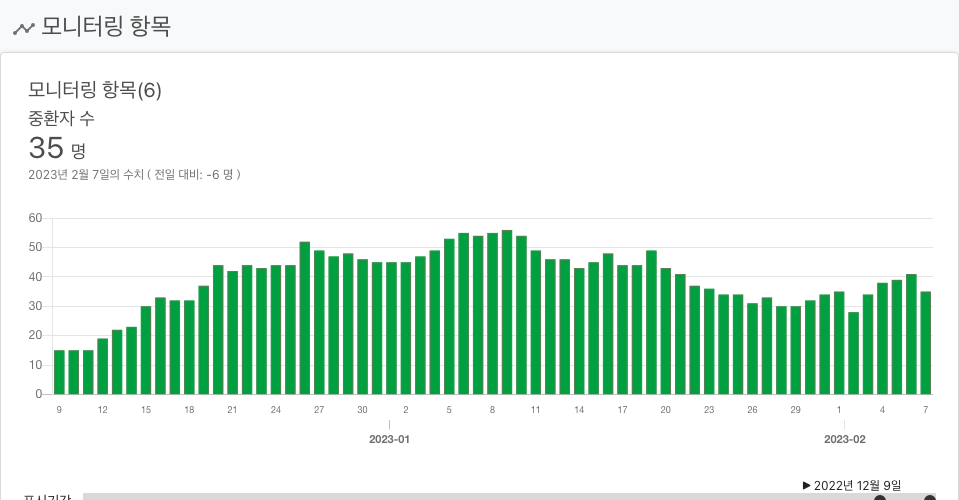 모니터링 항목
모니터링 항목(6)
중환자 수
35 명
2023년 2월 7일의 수치 ( 전일 대비: -6 명 )
60
50
40
30
20
10
0
9 12 15 18 21 24 27 30 2 5 8 11 14 17 20 23 26 29 1 4 7
2023-01 2023-02
▶ 2022년 12월 9일
표시기간